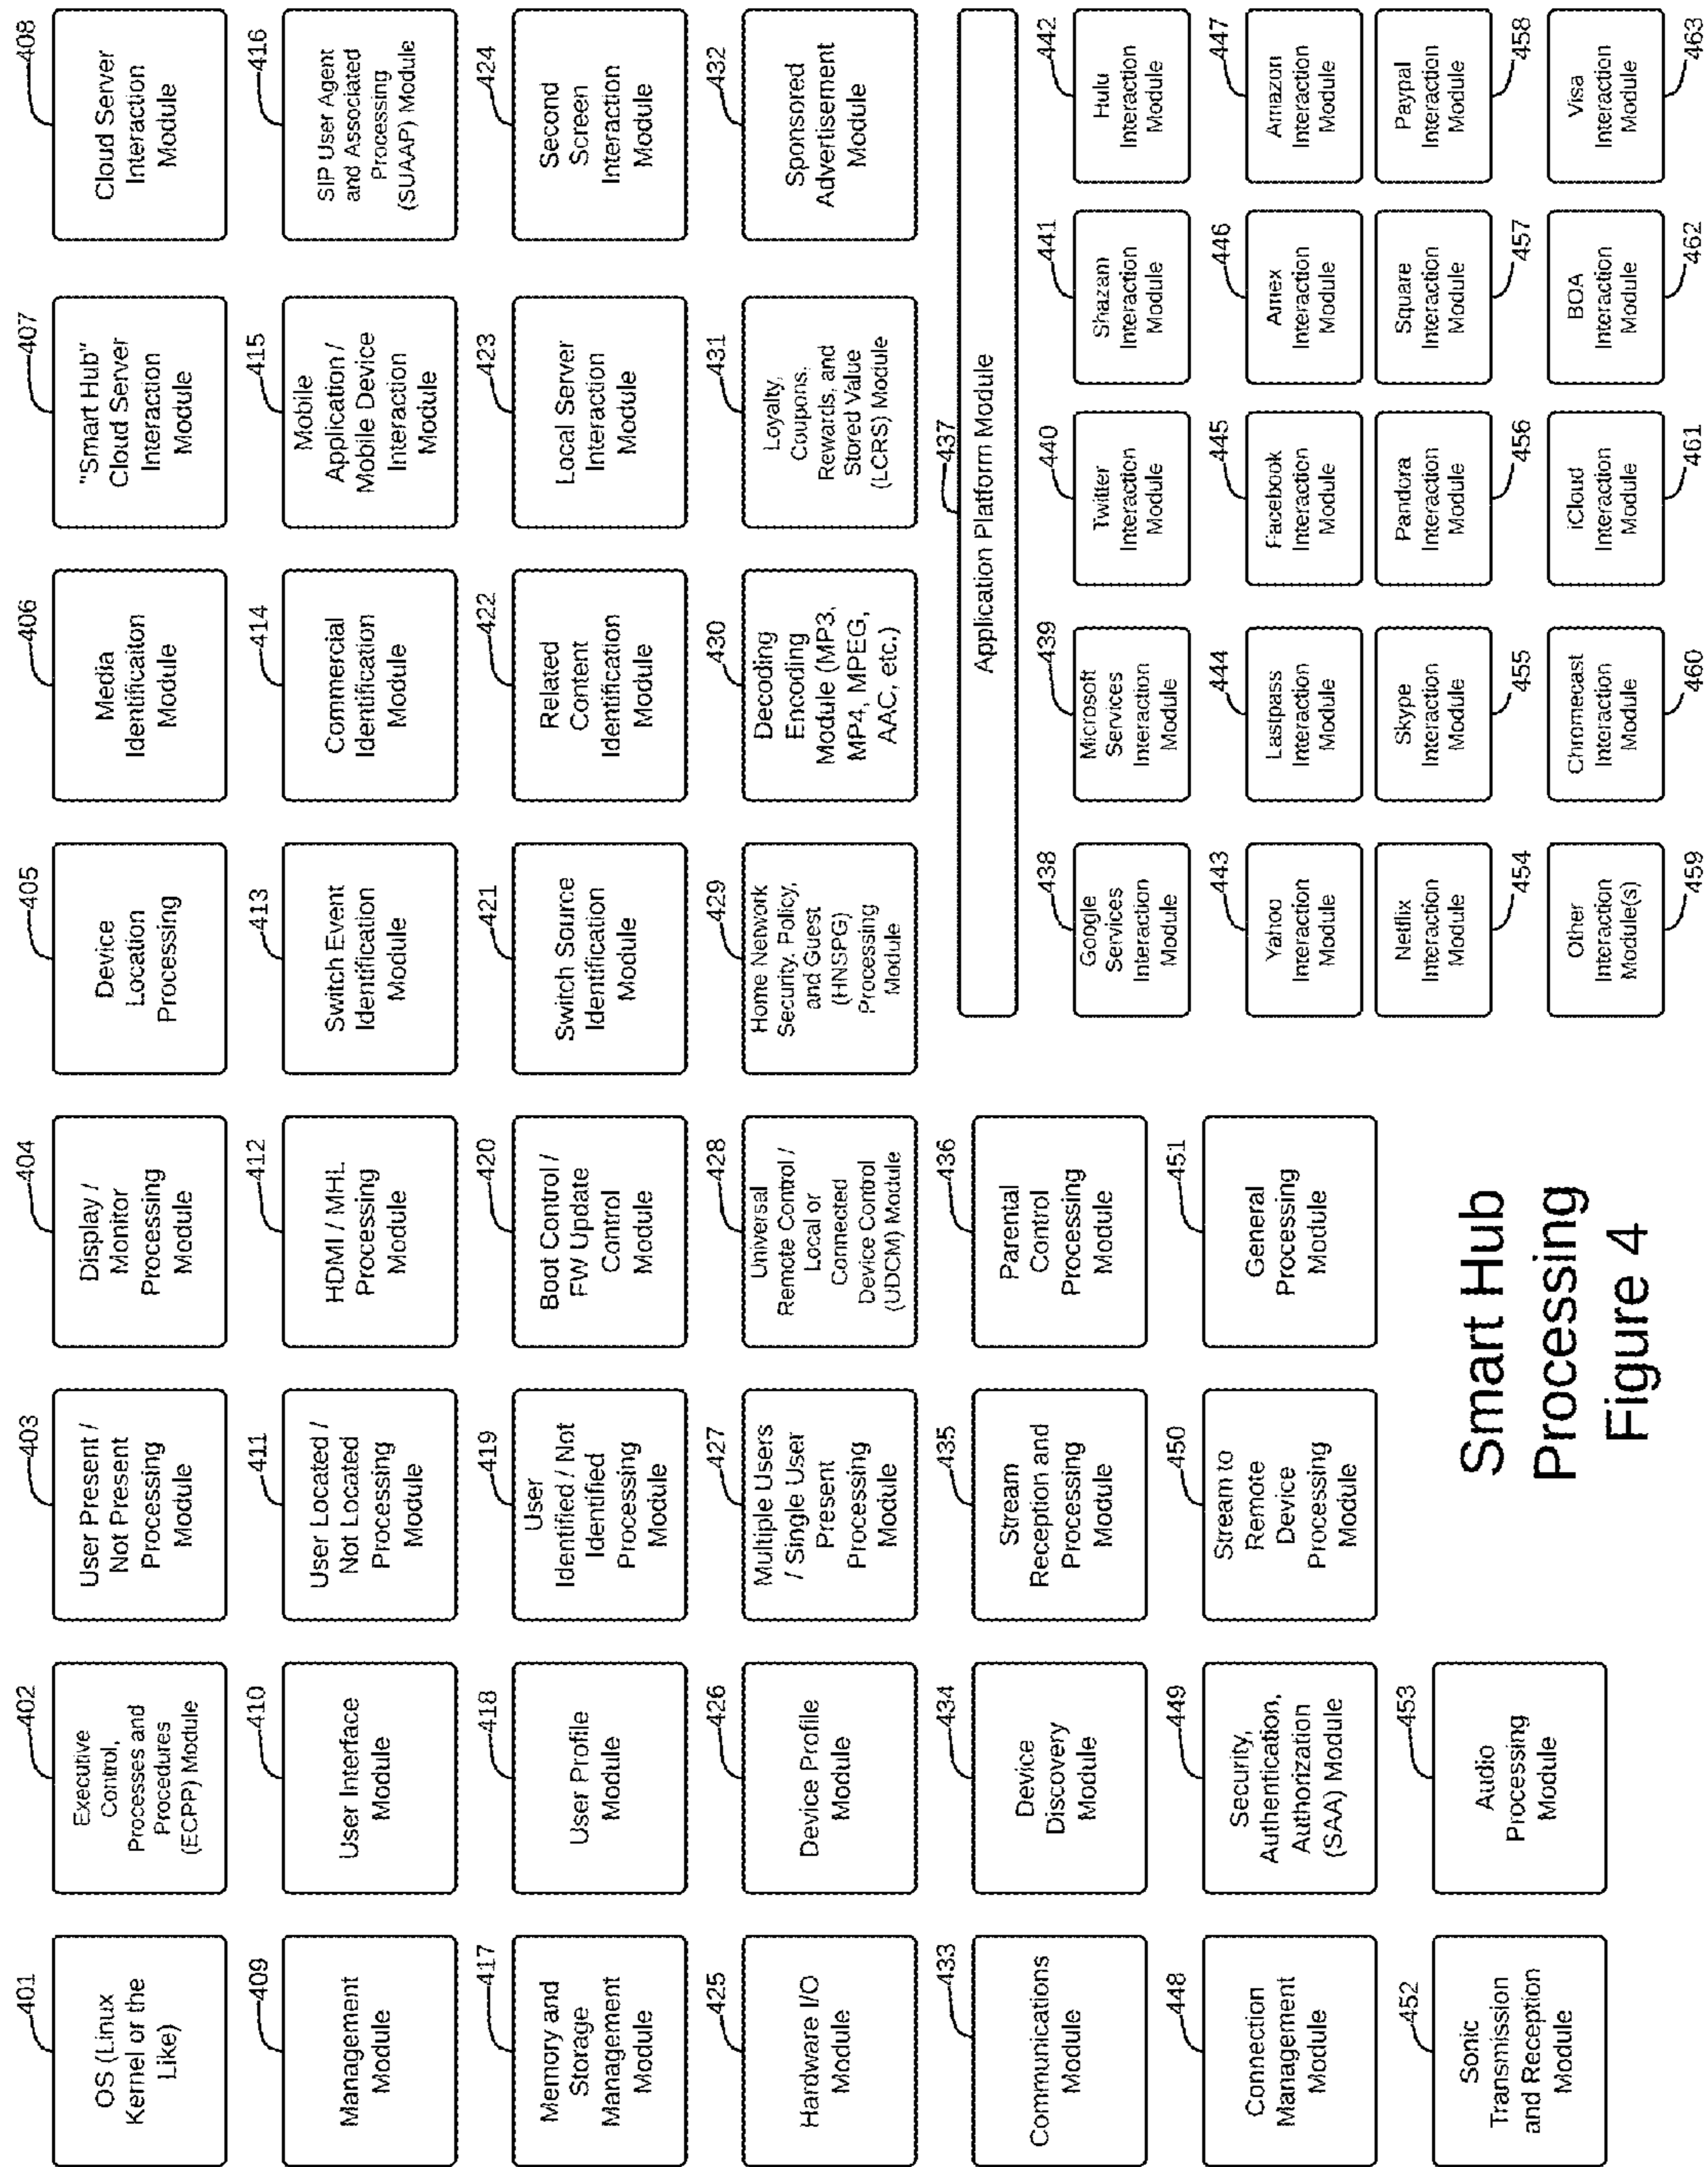 401
OS (Linux
Kernel or the
Like)
402
Executive
Control,
Processes and
Procedures
(ECPP) Module
403
User Present /
Not Present
Processing
Module
404
Display /
Monitor
Processing
Module
405
Device
Location
Processing
406
Media
Identificaiton
Module
407
"Smart Hub"
Cloud Server
Interaction
Module
408
Cloud Server
Interaction
Module
409
Management
Module
410
User Interface
Module
411
User Located /
Not Located
Processing
Module
412
HDMI / MHL
Processing
Module
413
Switch Event
Identification
Module
414
Commercial
Identification
Module
415
Mobile
Application /
Mobile Device
Interaction
Module
416
SIP User Agent
and Associated
Processing
(SUAAP) Module
417
Memory and
Storage
Management
Module
418
User Profile
Module
419
User
Identified / Not
Identified
Processing
Module
420
Boot Control /
FW Update
Control
Module
421
Switch Source
Identification
Module
422
Related
Content
Identification
Module
423
Local Server
Interaction
Module
424
Second
Screen
Interaction
Module
425
Hardware I/O
Module
426
Device Profile
Module
427
Multiple Users
/ Single User
Present
Processing
Module
428
Universal
Remote Control /
Local or
Connected
Device Control
(UDCM) Module
429
Home Network
Security, Policy,
and Guest
(HNSPG)
Processing
Module
430
Decoding
Encoding
Module (MP3,
MP4, MPEG,
AAC, etc.)
431
Loyalty,
Coupons,
Rewards, and
Stored Value
(LCRS) Module
432
Sponsored
Advertisement
Module
433
Communications
Module
434
Device
Discovery
Module
435
Stream
Reception and
Processing
Module
436
Parental
Control
Processing
Module
437
Application Platform Module
438
Google
Services
Interaction
Module
439
Microsoft
Services
Interaction
Module
440
Twitter
Interaction
Module
441
Shazam
Interaction
Module
442
Hulu
Interaction
Module
448
Connection
Management
Module
449
Security,
Authentication,
Authorization
(SAA) Module
450
Stream to
Remote
Device
Processing
Module
451
General
Processing
Module
443
Yahoo
Interaction
Module
444
Lastpass
Interaction
Module
445
Facebook
Interaction
Module
446
Amex
Interaction
Module
447
Amazon
Interaction
Module
Netflix
Interaction
Module
454
Skype
Interaction
Module
455
Pandora
Interaction
Module
456
Square
Interaction
Module
457
Paypal
Interaction
Module
458
452
Sonic
Transmission
and Reception
Module
453
Audio
Processing
Module
Other
Interaction
Module(s)
459
Chromecast
Interaction
Module
460
iCloud
Interaction
Module
461
BOA
Interaction
Module
462
Visa
Interaction
Module
463
Smart Hub
Processing
Figure 4